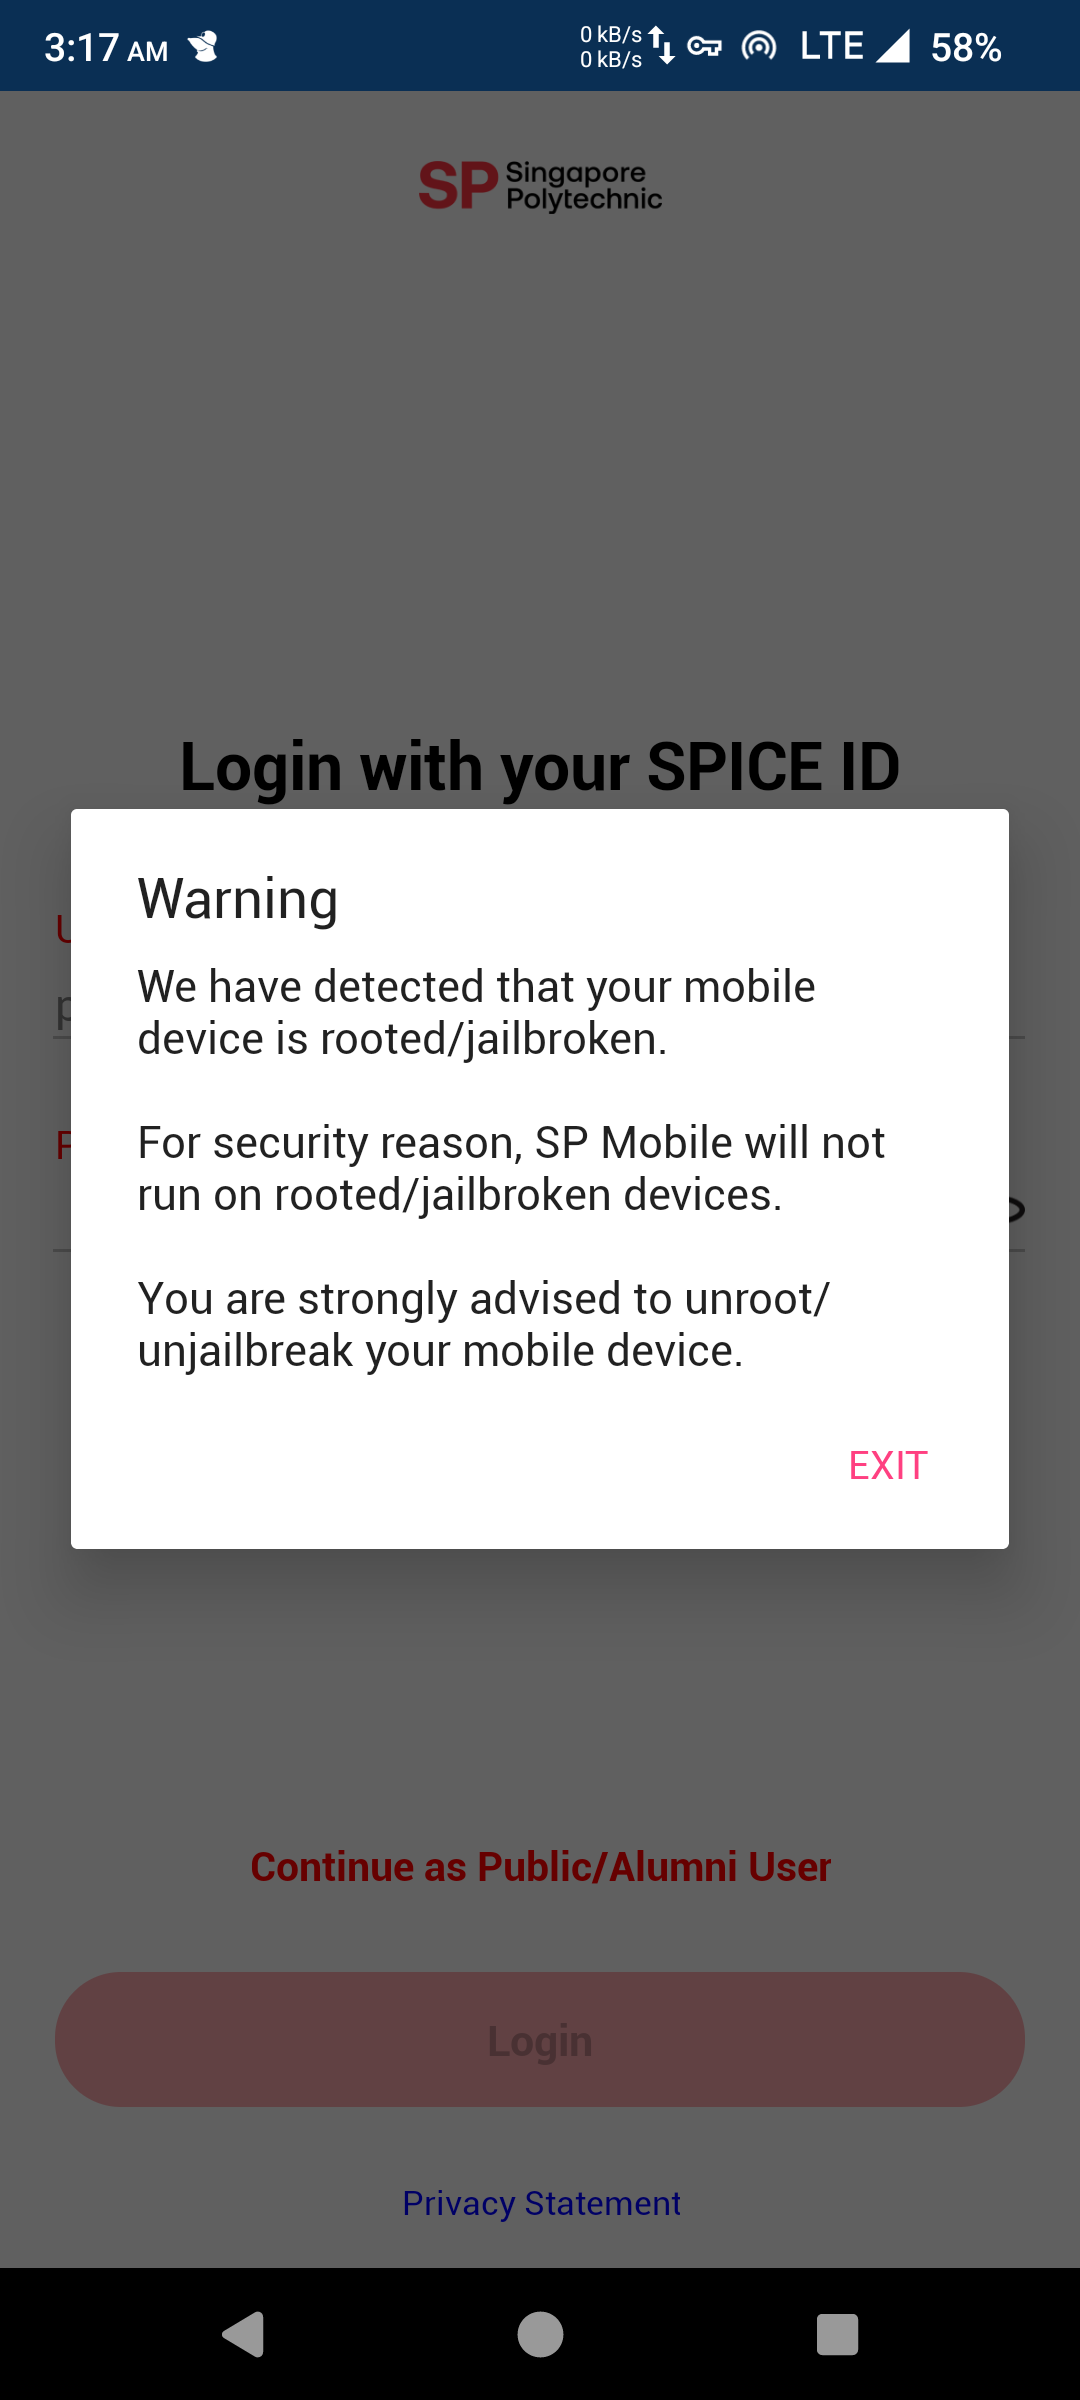 3:17 AM
0 kB/s
0 kB/s
LTE
58%
SP Singapore
Polytechnic
Login with your SPICE ID
Warning
We have detected that your mobile
device is rooted/jailbroken.
For security reason, SP Mobile will not
run on rooted/jailbroken devices.
You are strongly advised to unroot/
unjailbreak your mobile device.
EXIT
Continue as Public/Alumni User
Login
Privacy Statement